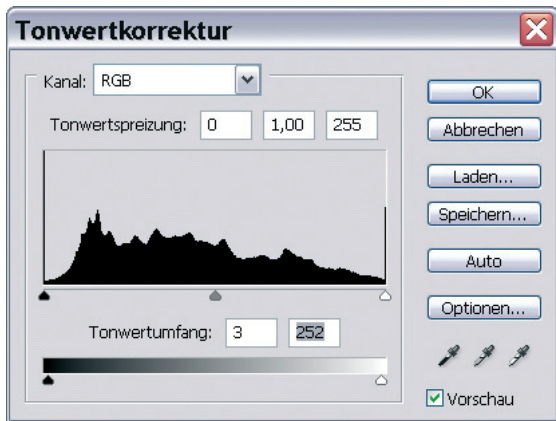 Tonwertkorrektur
Kanal: RGB
Tonwertspreizung: 0 1,00 255
Tonwertumfang: 3 252
OK
Abbrechen
Laden...
Speichern...
Auto
Optionen...
Vorschau